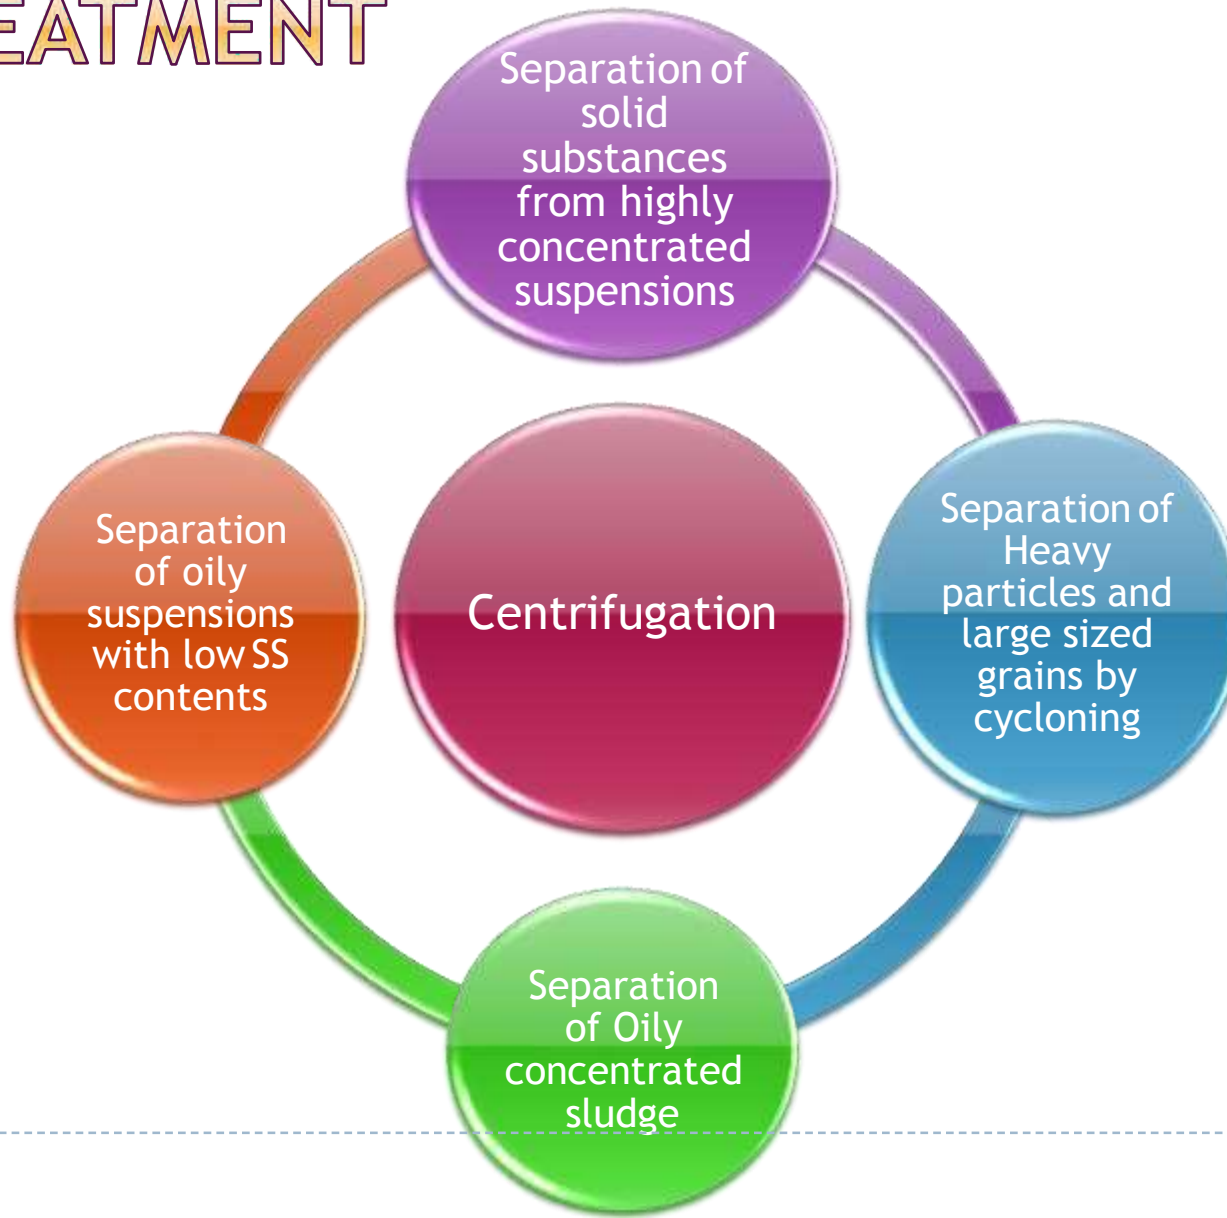 EATMENT
Separation of
solid
substances
from highly
concentrated
suspensions
Separation
of oily
suspensions
with low SS
contents
Centrifugation
Separation of
Heavy
particles and
large sized
grains by
cycloning
Separation
of Oily
concentrated
sludge